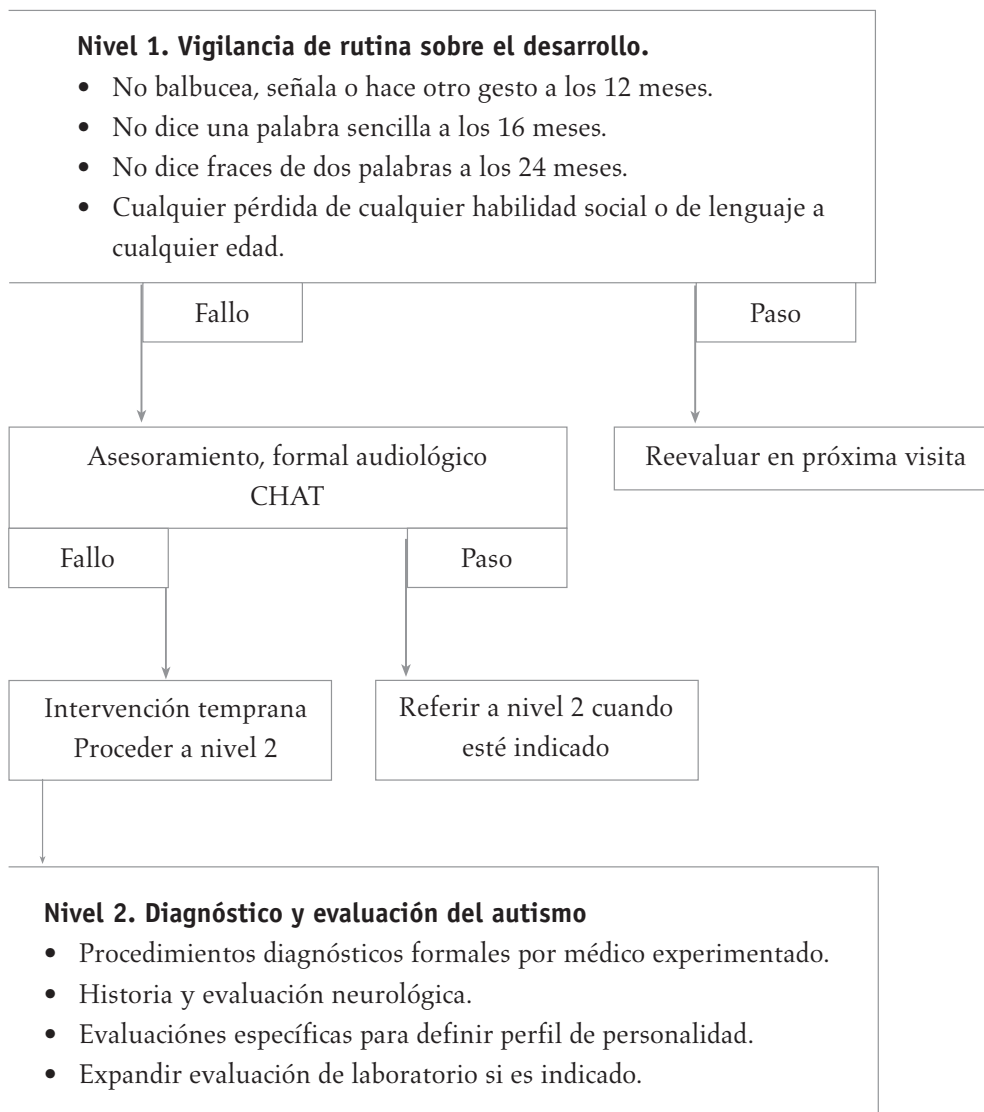 Nivel 1. Vigilancia de rutina sobre el desarrollo.
• No balbucea, señala o hace otro gesto a los 12 meses.
• No dice una palabra sencilla a los 16 meses.
• No dice fraces de dos palabras a los 24 meses.
• Cualquier pérdida de cualquier habilidad social o de lenguaje a
cualquier edad.
Fallo
Paso
Asesoramiento, formal audiológico
CHAT
Reevaluar en próxima visita
Fallo
Paso
Intervención temprana
Proceder a nivel 2
Referir a nivel 2 cuando
esté indicado
Nivel 2. Diagnóstico y evaluación del autismo
• Procedimientos diagnósticos formales por médico experimentado.
• Historia y evaluación neurológica.
• Evaluaciónes específicas para definir perfil de personalidad.
• Expandir evaluación de laboratorio si es indicado.